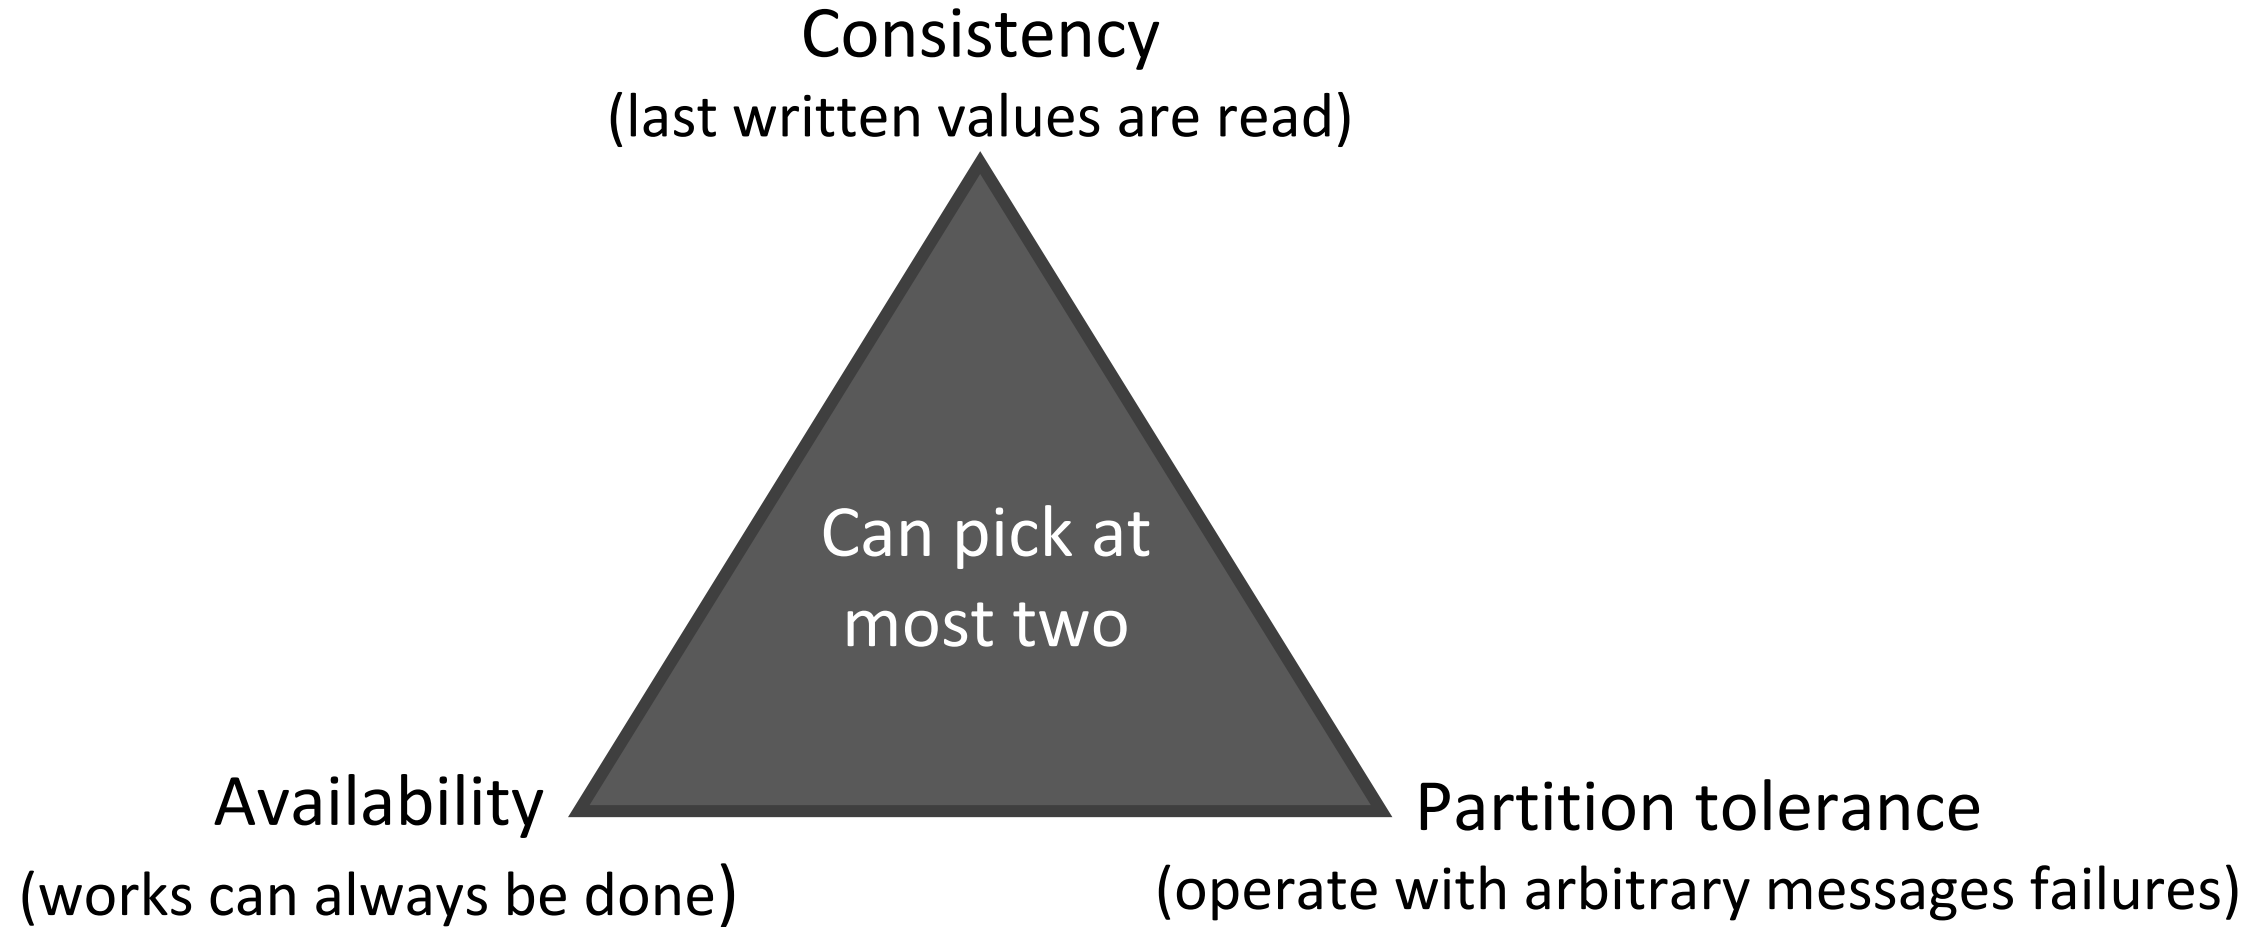 Consistency
(last written values are read)
Can pick at
most two
Availability
(works can always be done)
Partition tolerance
(operate with arbitrary messages failures)